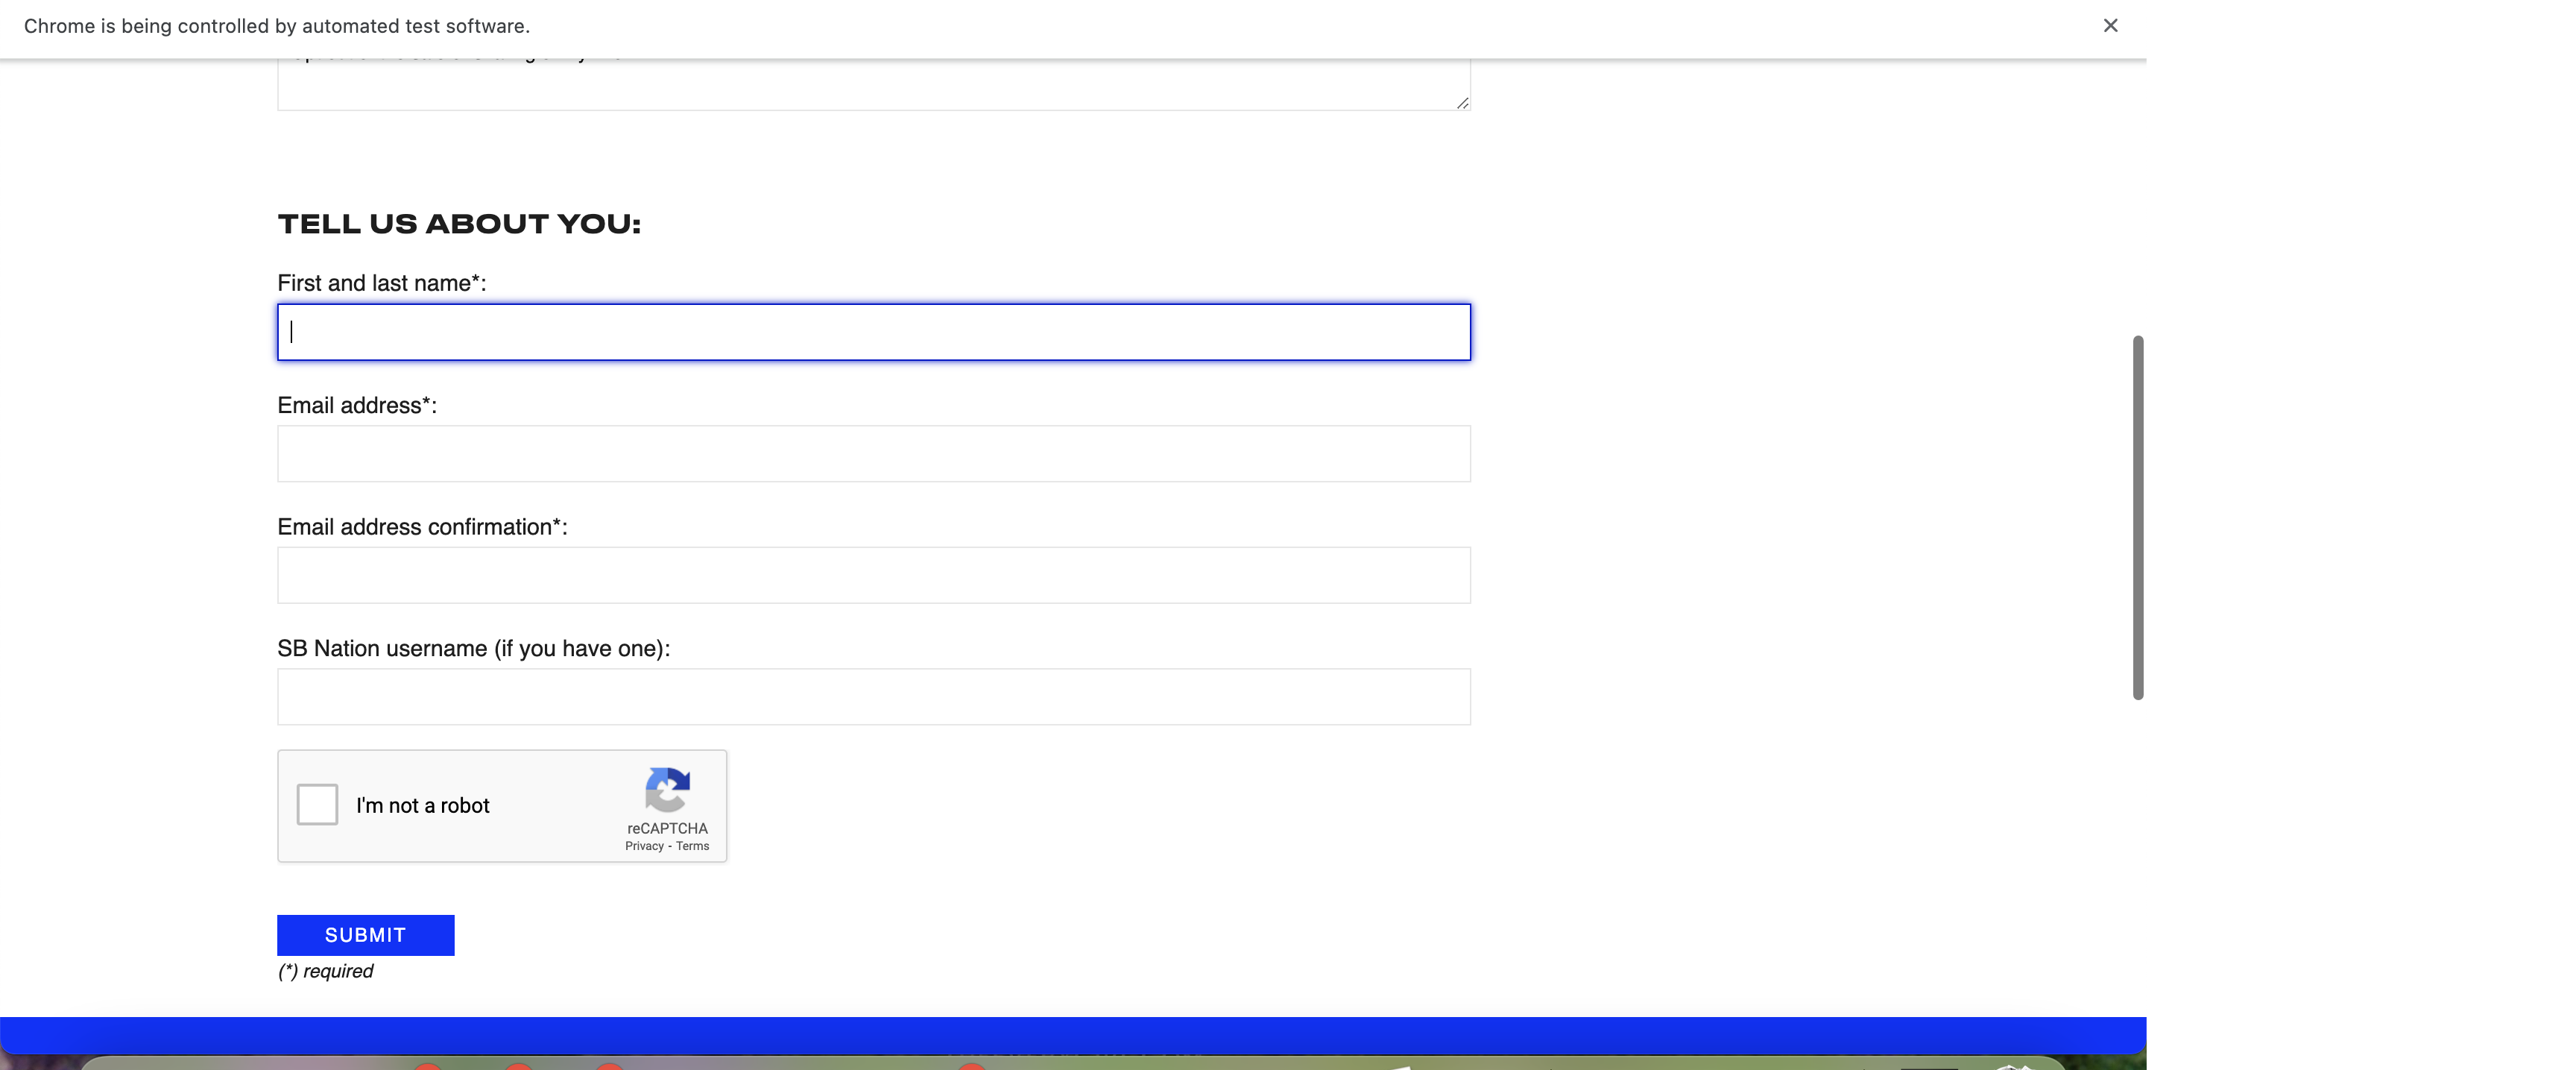 Chrome is being controlled by automated test software.
TELL US ABOUT YOU:
First and last name*:
Email address*:
Email address confirmation*:
SB Nation username (if you have one):
I'm not a robot
reCAPTCHA
Privacy - Terms
SUBMIT
(*) required